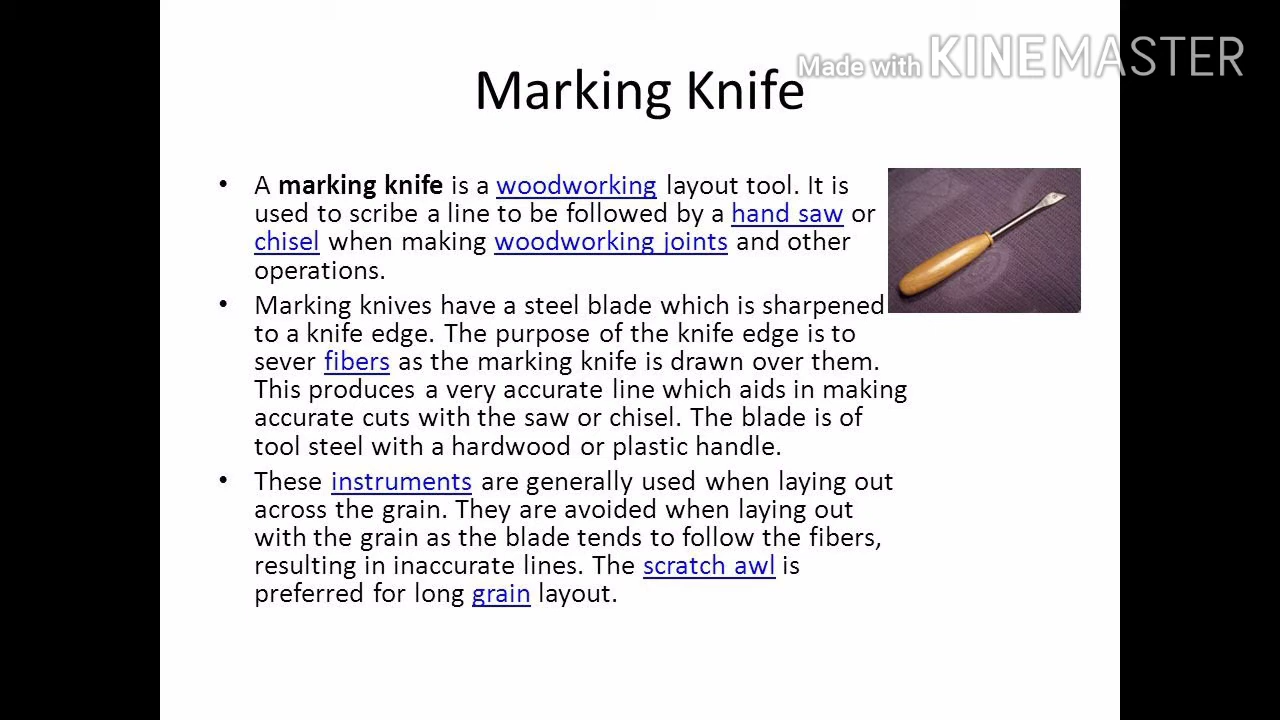 Made with KINEMASTER
Marking Knife
• A marking knife is a woodworking layout tool. It is
used to scribe a line to be followed by a hand saw or
chisel when making woodworking joints and other
operations.
• Marking knives have a steel blade which is sharpened
to a knife edge. The purpose of the knife edge is to
sever fibers as the marking knife is drawn over them.
This produces a very accurate line which aids in making
accurate cuts with the saw or chisel. The blade is of
tool steel with a hardwood or plastic handle.
• These instruments are generally used when laying out
across the grain. They are avoided when laying out
with the grain as the blade tends to follow the fibers,
resulting in inaccurate lines. The scratch awl is
preferred for long grain layout.